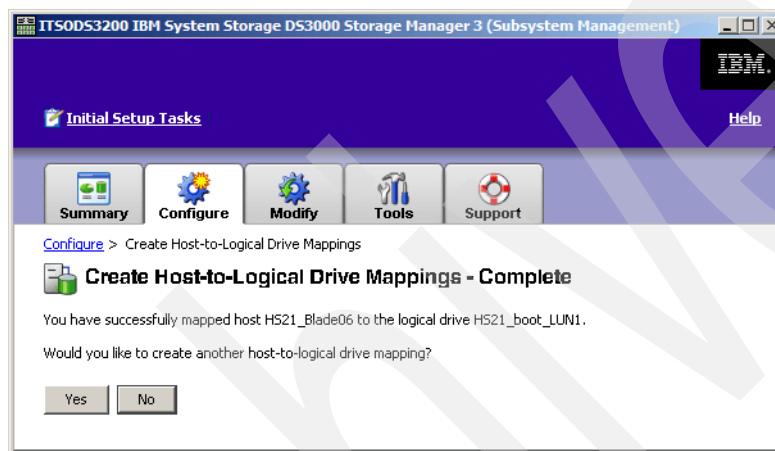 ITSODS3200 IBM System Storage DS3000 Storage Manager 3 (Subsystem Management)
IBM.
Initial Setup Tasks
Help
Summary
Configure
Modify
Tools
Support
Configure > Create Host-to-Logical Drive Mappings
Create Host-to-Logical Drive Mappings - Complete
You have successfully mapped host HS21_Blade06 to the logical drive HS21_boot_LUN1.
Would you like to create another host-to-logical drive mapping?
Yes
No